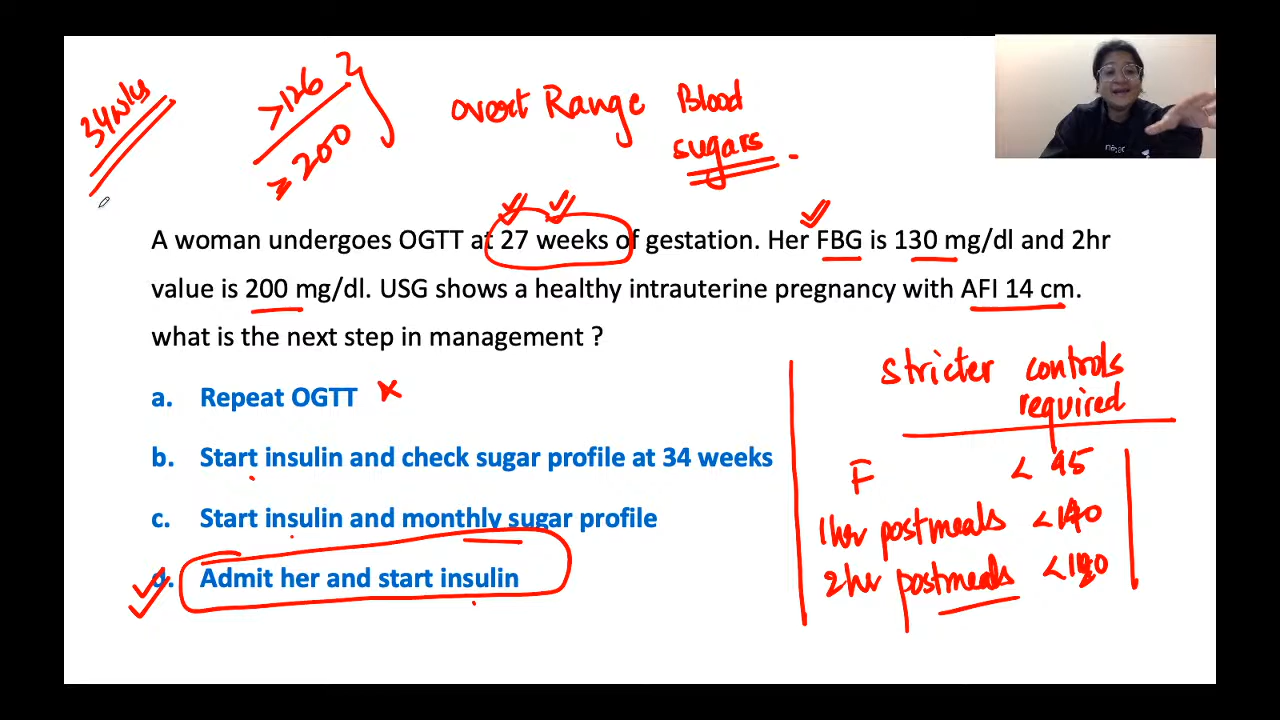 34wks
>126
≥200
overt Range Blood
sugars
A woman undergoes OGTT at 27 weeks of gestation. Her FBG is 130 mg/dl and 2hr
value is 200 mg/dl. USG shows a healthy intrauterine pregnancy with AFI 14 cm.
what is the next step in management ?
a. Repeat OGTT
b. Start insulin and check sugar profile at 34 weeks
c. Start insulin and monthly sugar profile
d. Admit her and start insulin
stricter controls
required
F < 95
1hr postmeals <140
2hr postmeals <120